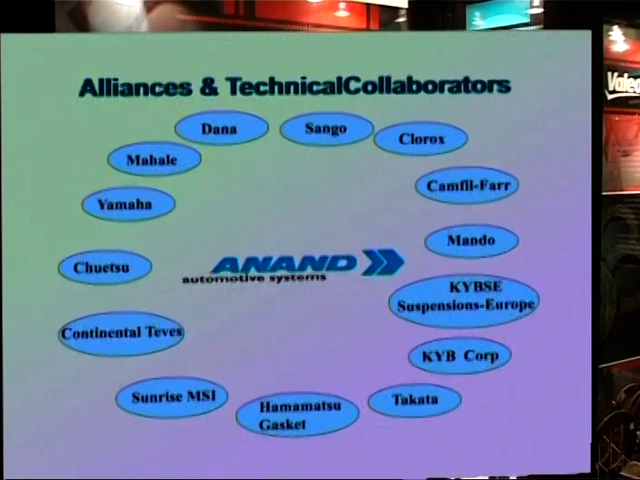 Alliances & TechnicalCollaborators
Dana
Sango
Clorox
Mahale
Camfil-Farr
Yamaha
Mando
ANAND
automotive systems
Chuetsu
KYBSE
Suspensions-Europe
Continental Teves
KYB Corp
Sunrise MSI
Hamamatsu
Gasket
Takata